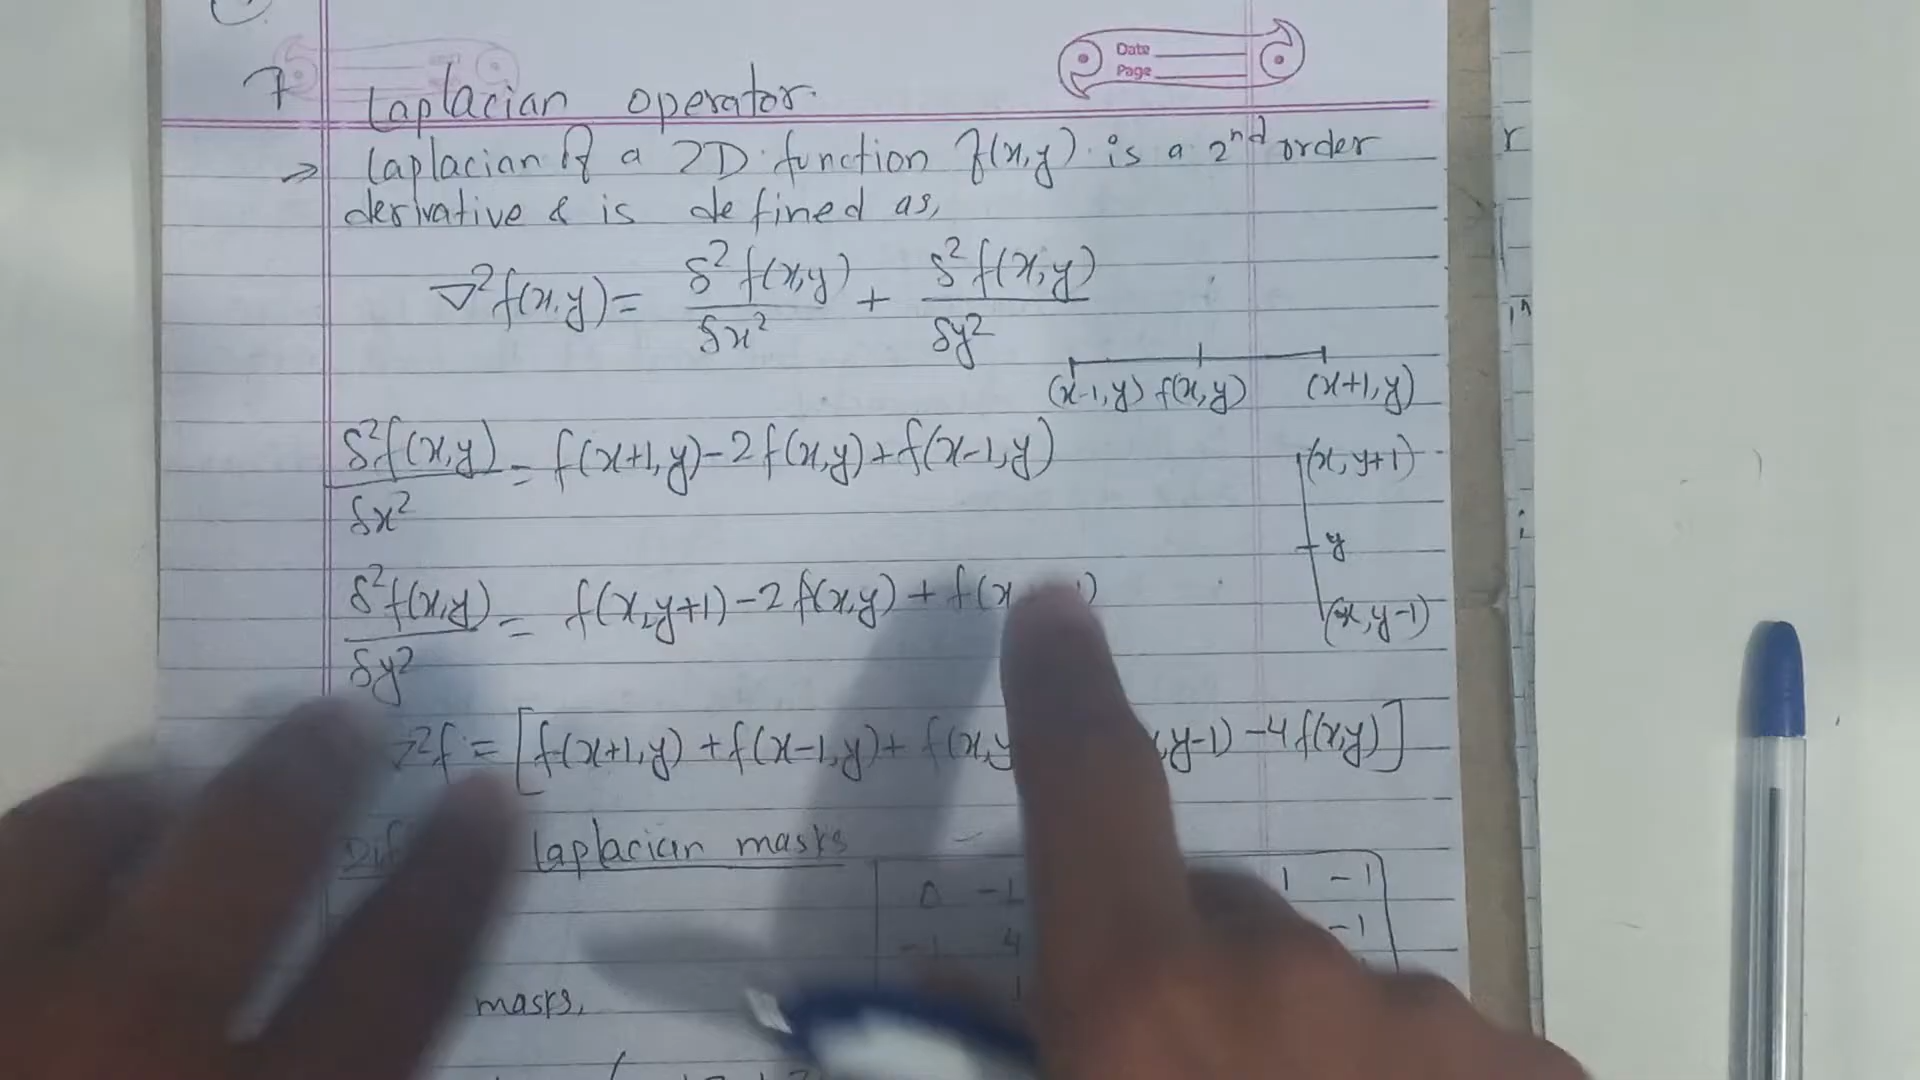 Date
Page
7 Laplacian operator.
⇒ Laplacian of a 2D function f(x,y) is a 2nd order
derivative & is defined as,
∇²f(x,y) = δ²f(x,y)/δx² + δ²f(x,y)/δy²
(x-1,y) f(x,y) (x+1,y)
δ²f(x,y)/δx² = f(x+1,y)-2f(x,y)+f(x-1,y)
(x,y+1)
y
(x,y-1)
δ²f(x,y)/δy² = f(x,y+1)-2f(x,y)+f(x
∇²f = [f(x+1,y)+f(x-1,y)+f(x,y ,y-1)-4f(x,y)]
laplacian masks
0 -1 1 -1
-1 4 -1
masks,